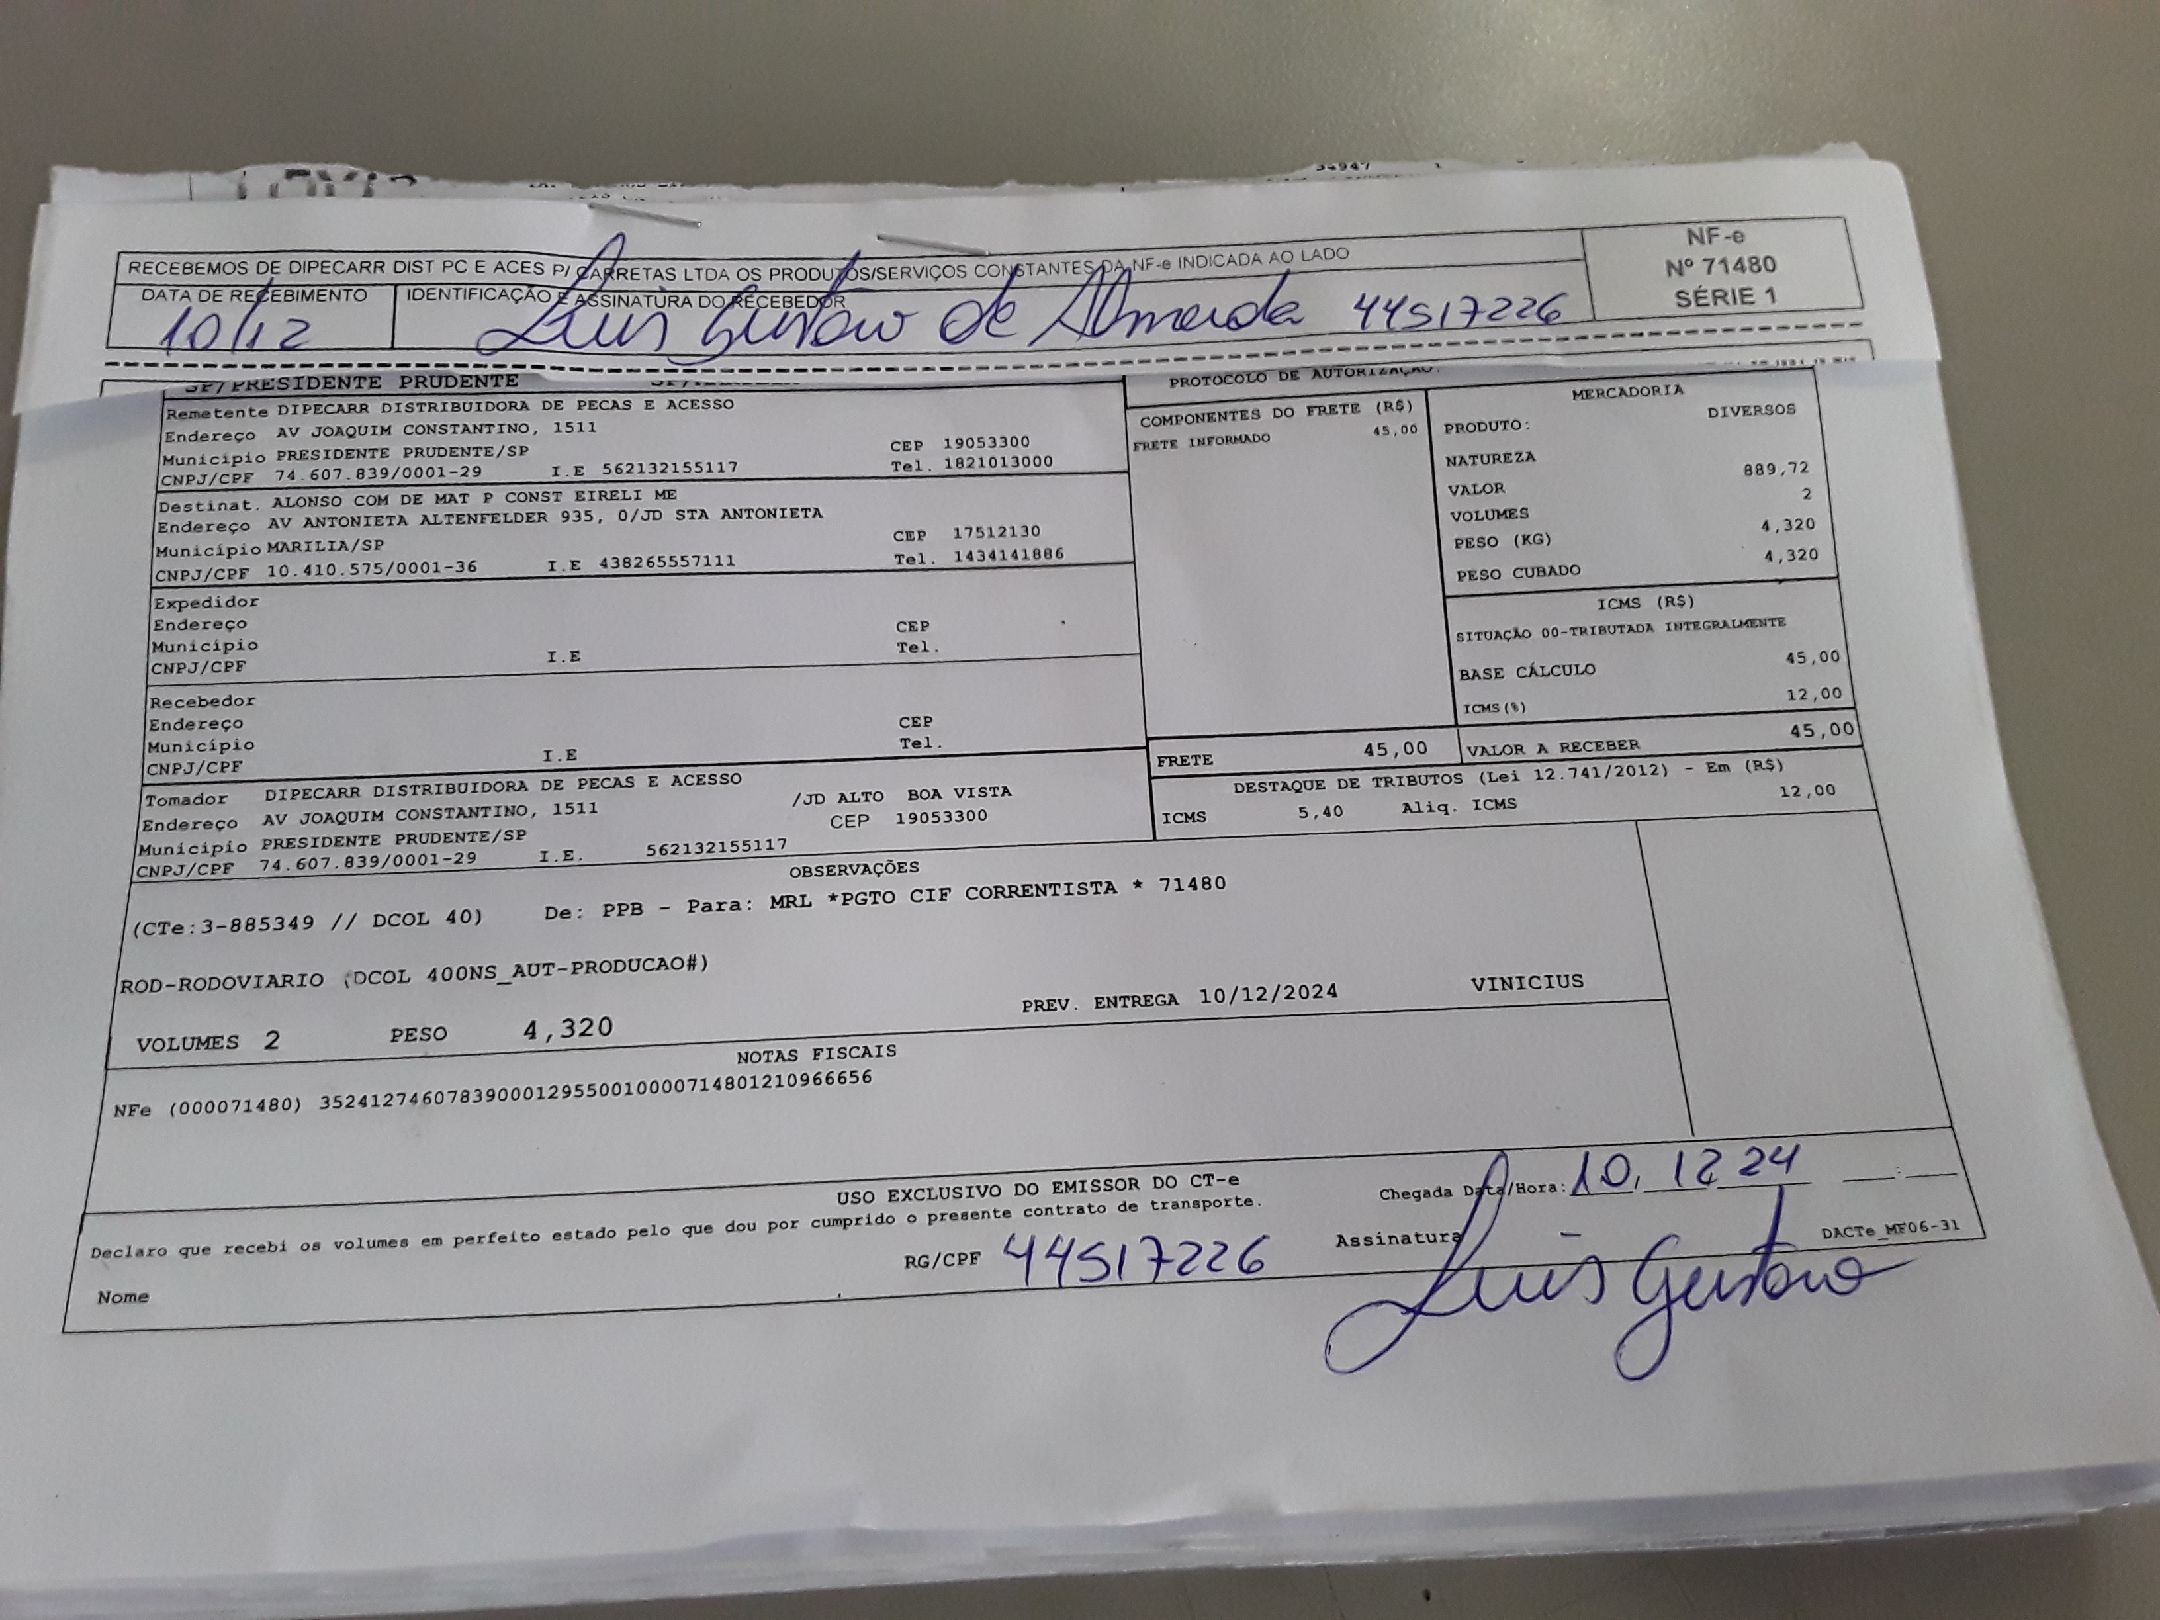 34947
RECEBEMOS DE DIPECARR DIST PC E ACES P/ CARRETAS LTDA OS PRODUTOS/SERVIÇOS CONSTANTES DA NF-e INDICADA AO LADO
NF-e
Nº 71480
SÉRIE 1
DATA DE RECEBIMENTO
10/12
IDENTIFICAÇÃO E ASSINATURA DO RECEBEDOR
Luis Gustavo de Almeida 44517226
SP/PRESIDENTE PRUDENTE
PROTOCOLO DE AUTORIZAÇÃO:
Remetente DIPECARR DISTRIBUIDORA DE PECAS E ACESSO
Endereço AV JOAQUIM CONSTANTINO, 1511
CEP 19053300
Município PRESIDENTE PRUDENTE/SP
Tel. 1821013000
CNPJ/CPF 74.607.839/0001-29 I.E 562132155117
Destinat. ALONSO COM DE MAT P CONST EIRELI ME
Endereço AV ANTONIETA ALTENFELDER 935, 0/JD STA ANTONIETA
CEP 17512130
Município MARILIA/SP
Tel. 1434141886
CNPJ/CPF 10.410.575/0001-36 I.E 438265557111
Expedidor
Endereço
CEP
Município
Tel.
CNPJ/CPF I.E
Recebedor
Endereço
CEP
Município
Tel.
CNPJ/CPF I.E
Tomador DIPECARR DISTRIBUIDORA DE PECAS E ACESSO
Endereço AV JOAQUIM CONSTANTINO, 1511 /JD ALTO BOA VISTA
Município PRESIDENTE PRUDENTE/SP CEP 19053300
CNPJ/CPF 74.607.839/0001-29 I.E. 562132155117
COMPONENTES DO FRETE (R$)
FRETE INFORMADO 45,00
MERCADORIA
PRODUTO: DIVERSOS
NATUREZA
VALOR 889,72
VOLUMES 2
PESO (KG) 4,320
PESO CUBADO 4,320
ICMS (R$)
SITUAÇÃO 00-TRIBUTADA INTEGRALMENTE
BASE CÁLCULO 45,00
ICMS(%) 12,00
FRETE 45,00
VALOR A RECEBER 45,00
DESTAQUE DE TRIBUTOS (Lei 12.741/2012) - Em (R$)
ICMS 5,40 Aliq. ICMS 12,00
OBSERVAÇÕES
(CTe:3-885349 // DCOL 40) De: PPB - Para: MRL *PGTO CIF CORRENTISTA * 71480
ROD-RODOVIARIO (DCOL 400NS_AUT-PRODUCAO#)
PREV. ENTREGA 10/12/2024 VINICIUS
VOLUMES 2 PESO 4,320
NOTAS FISCAIS
NFe (000071480) 35241274607839000129550010000714801210966656
USO EXCLUSIVO DO EMISSOR DO CT-e
Chegada Data/Hora: 10, 12 24 __:__
Declaro que recebi os volumes em perfeito estado pelo que dou por cumprido o presente contrato de transporte.
Nome
RG/CPF 44517226
Assinatura Luis Gustavo
DACTe_MF06-31